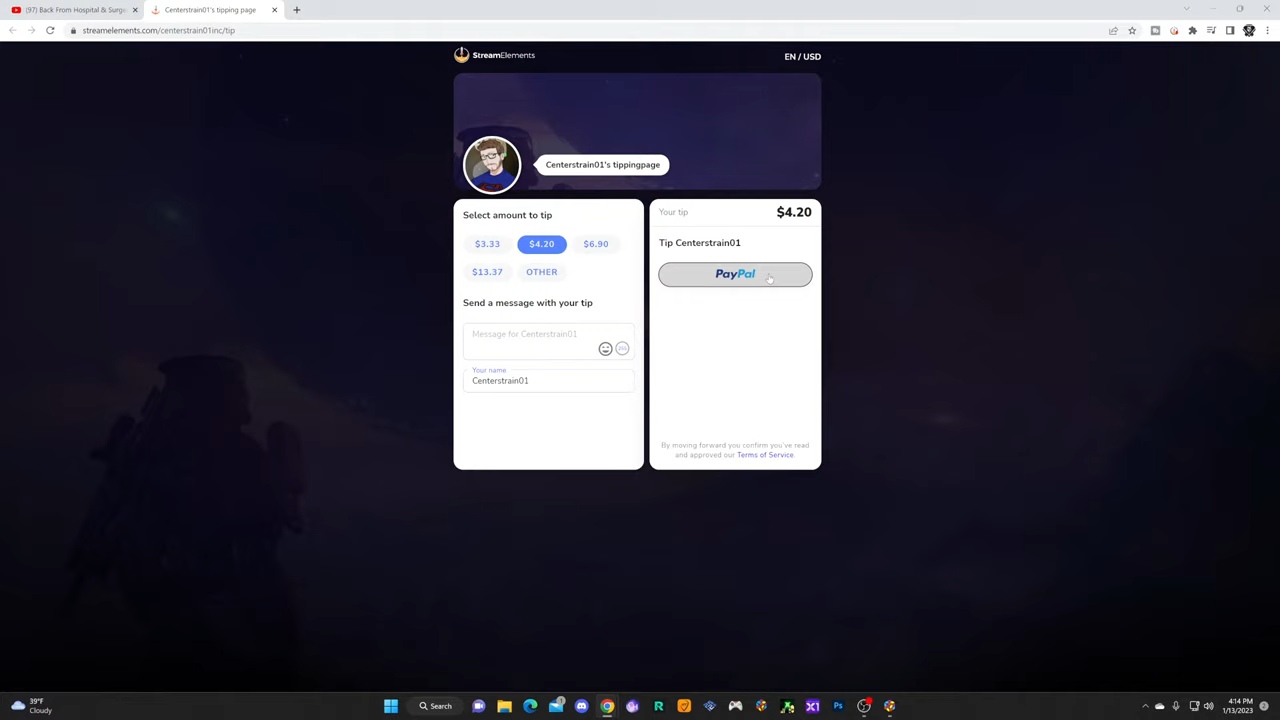 (97) Back From Hospital & Surge
Centerstrain01's tipping page
streamelements.com/centerstrain01inc/tip
StreamElements
EN / USD
Centerstrain01's tippingpage
Select amount to tip
$3.33
$4.20
$6.90
$13.37
OTHER
Send a message with your tip
Message for Centerstrain01
Your name
Centerstrain01
Your tip
$4.20
Tip Centerstrain01
PayPal
By moving forward you confirm you've read
and approved our Terms of Service.
39°F
Cloudy
Search
4:14 PM
1/13/2023